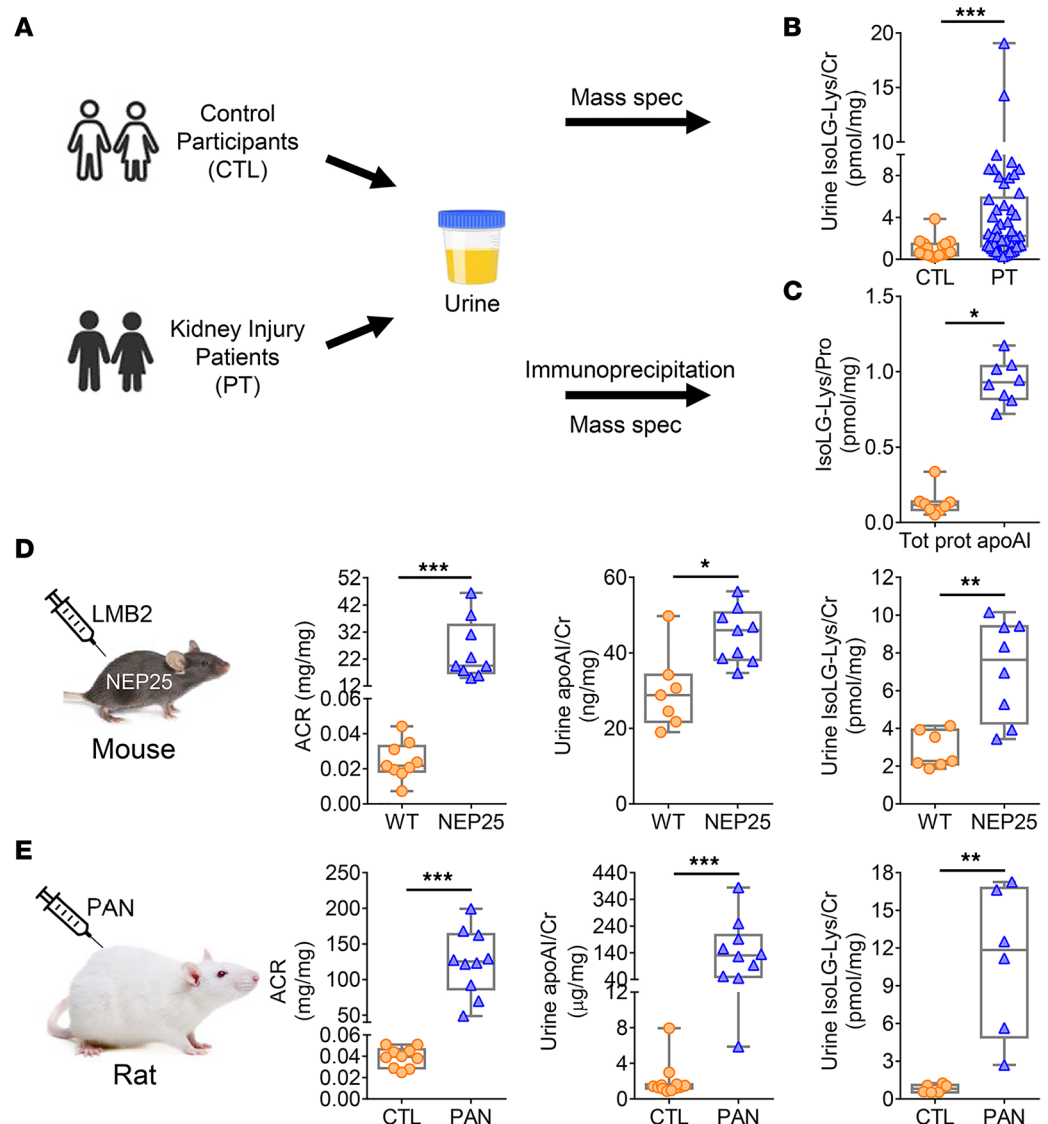 A
Control
Participants
(CTL)
Kidney Injury
Patients
(PT)
Urine
Mass spec
Immunoprecipitation
Mass spec
B
***
Urine IsoLG-Lys/Cr
(pmol/mg)
20
15
10
8
4
0
CTL PT
C
*
IsoLG-Lys/Pro
(pmol/mg)
1.5
1.0
0.5
0.0
Tot prot apoAI
D
LMB2
NEP25
Mouse
***
ACR (mg/mg)
52
42
32
22
12
0.06
0.04
0.02
0.00
WT NEP25
*
Urine apoAI/Cr
(ng/mg)
60
40
20
0
WT NEP25
**
Urine IsoLG-Lys/Cr
(pmol/mg)
12
10
8
6
4
2
0
WT NEP25
E
PAN
Rat
***
ACR
(mg/mg)
250
200
150
100
50
0.06
0.04
0.02
0.00
CTL PAN
***
Urine apoAI/Cr
(μg/mg)
440
340
240
140
40
12
8
4
0
CTL PAN
**
Urine IsoLG-Lys/Cr
(pmol/mg)
18
15
12
9
6
3
0
CTL PAN